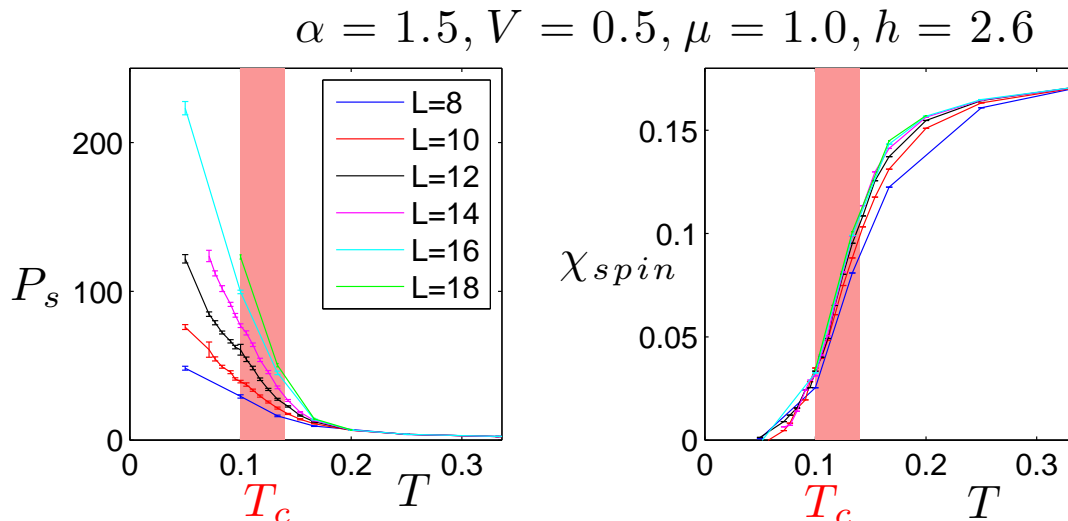 α = 1.5, V = 0.5, μ = 1.0, h = 2.6
200
100
0
P_s
0
0.1
0.2
0.3
T_c
T
L=8
L=10
L=12
L=14
L=16
L=18
0.15
0.1
0.05
0
χ_{spin}
0
0.1
0.2
0.3
T_c
T